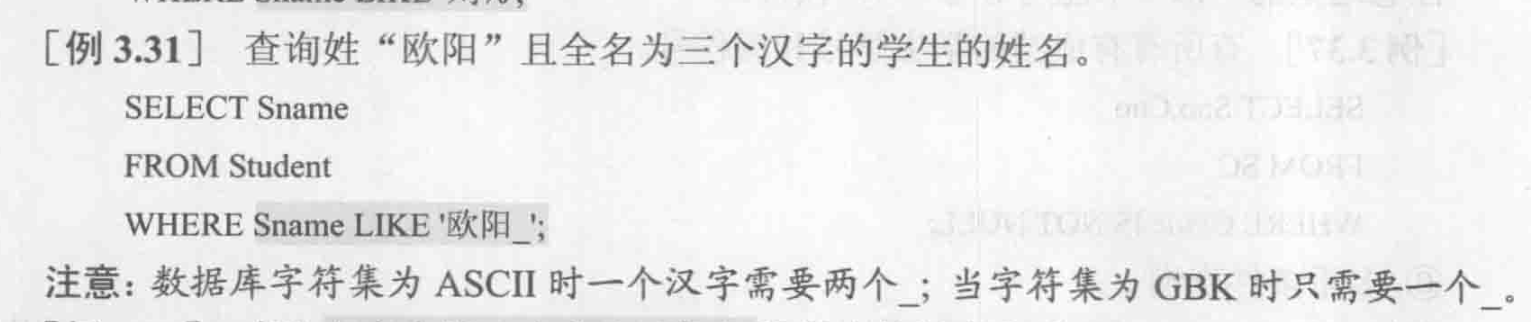 ［例 3.31］ 查询姓“欧阳”且全名为三个汉字的学生的姓名。
SELECT Sname
FROM Student
WHERE Sname LIKE '欧阳_';
注意：数据库字符集为 ASCII 时一个汉字需要两个_；当字符集为 GBK 时只需要一个_。